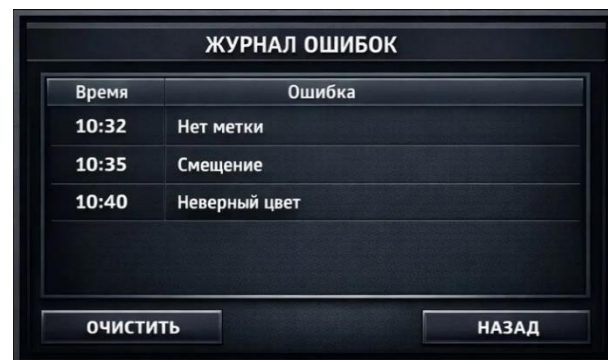 ЖУРНАЛ ОШИБОК
Время Ошибка
10:32 Нет метки
10:35 Смещение
10:40 Неверный цвет
ОЧИСТИТЬ НАЗАД